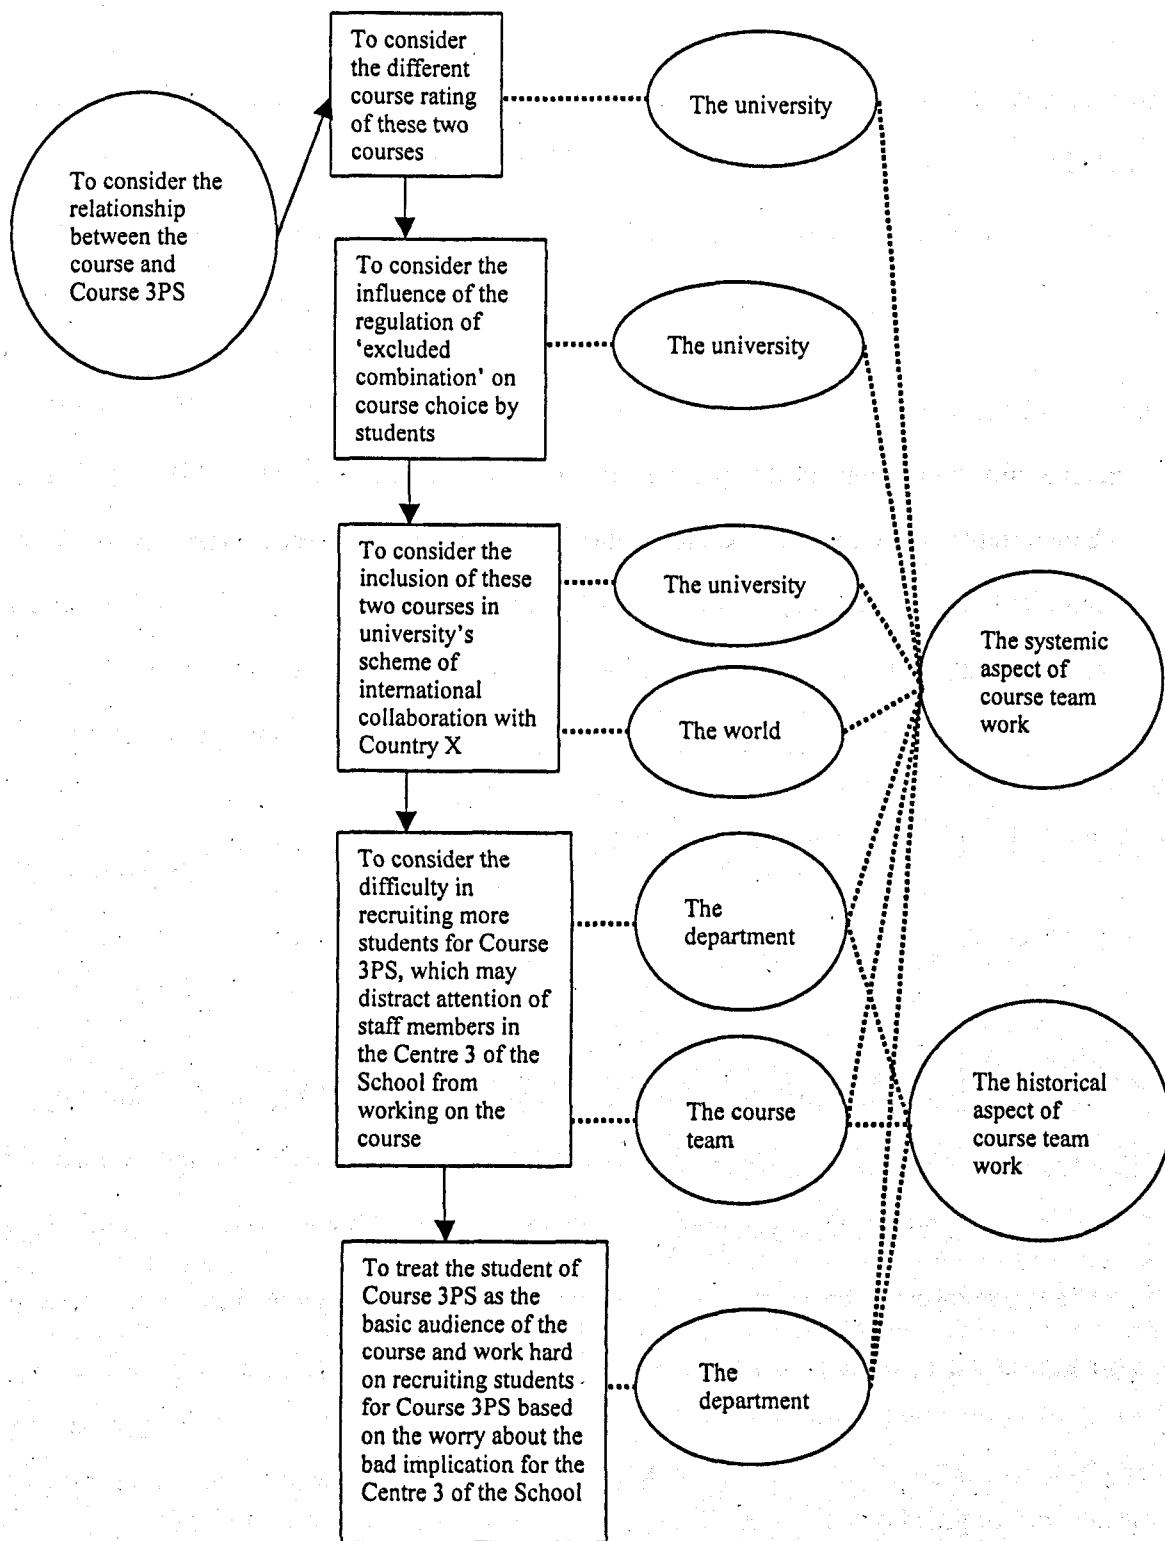 To consider
the different
course rating
of these two
courses
The university
To consider the
relationship
between the
course and
Course 3PS
To consider the
influence of the
regulation of
‘excluded
combination’ on
course choice by
students
The university
To consider the
inclusion of these
two courses in
university’s
scheme of
international
collaboration with
Country X
The university
The world
The systemic
aspect of
course team
work
To consider the
difficulty in
recruiting more
students for Course
3PS, which may
distract attention of
staff members in
the Centre 3 of the
School from
working on the
course
The
department
The course
team
The historical
aspect of
course team
work
To treat the student of
Course 3PS as the
basic audience of the
course and work hard
on recruiting students
for Course 3PS based
on the worry about the
bad implication for the
Centre 3 of the School
The
department